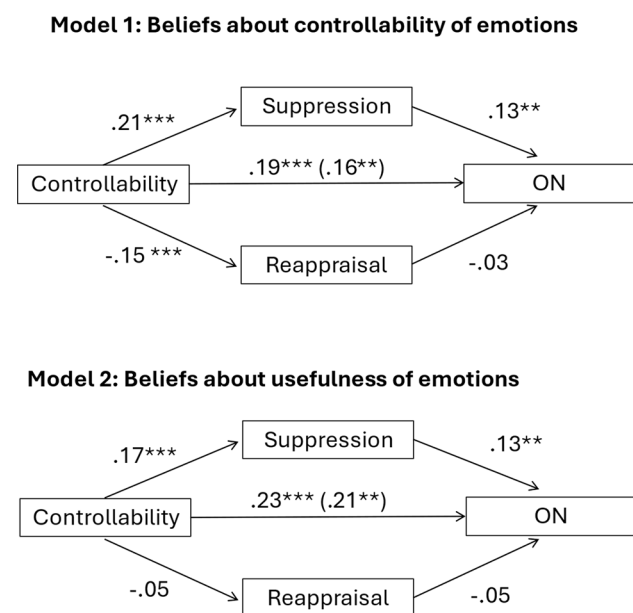 Model 1: Beliefs about controllability of emotions
Suppression
.21***
.13**
.19*** (.16**)
Controllability
ON
-.15 ***
Reappraisal
-.03
Model 2: Beliefs about usefulness of emotions
Suppression
.17***
.13**
.23*** (.21**)
Controllability
ON
-.05
Reappraisal
-.05